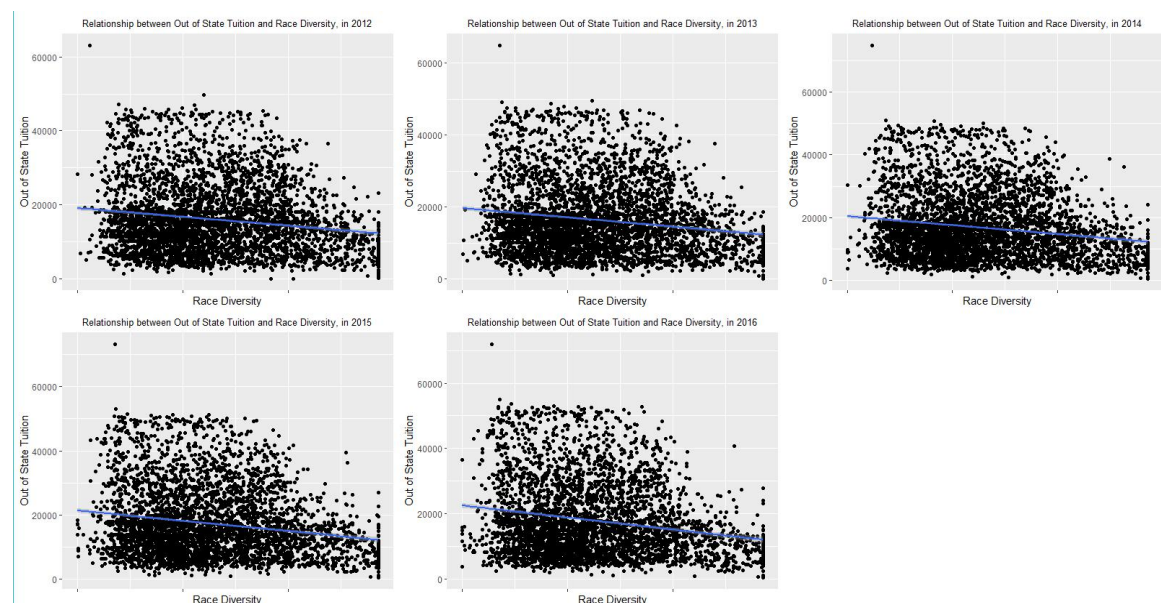 Relationship between Out of State Tuition and Race Diversity, in 2012
60000
40000
20000
0
Out of State Tuition
Race Diversity
Relationship between Out of State Tuition and Race Diversity, in 2013
60000
40000
20000
0
Out of State Tuition
Race Diversity
Relationship between Out of State Tuition and Race Diversity, in 2014
60000
40000
20000
0
Out of State Tuition
Race Diversity
Relationship between Out of State Tuition and Race Diversity, in 2015
60000
40000
20000
0
Out of State Tuition
Race Diversity
Relationship between Out of State Tuition and Race Diversity, in 2016
60000
40000
20000
0
Out of State Tuition
Race Diversity